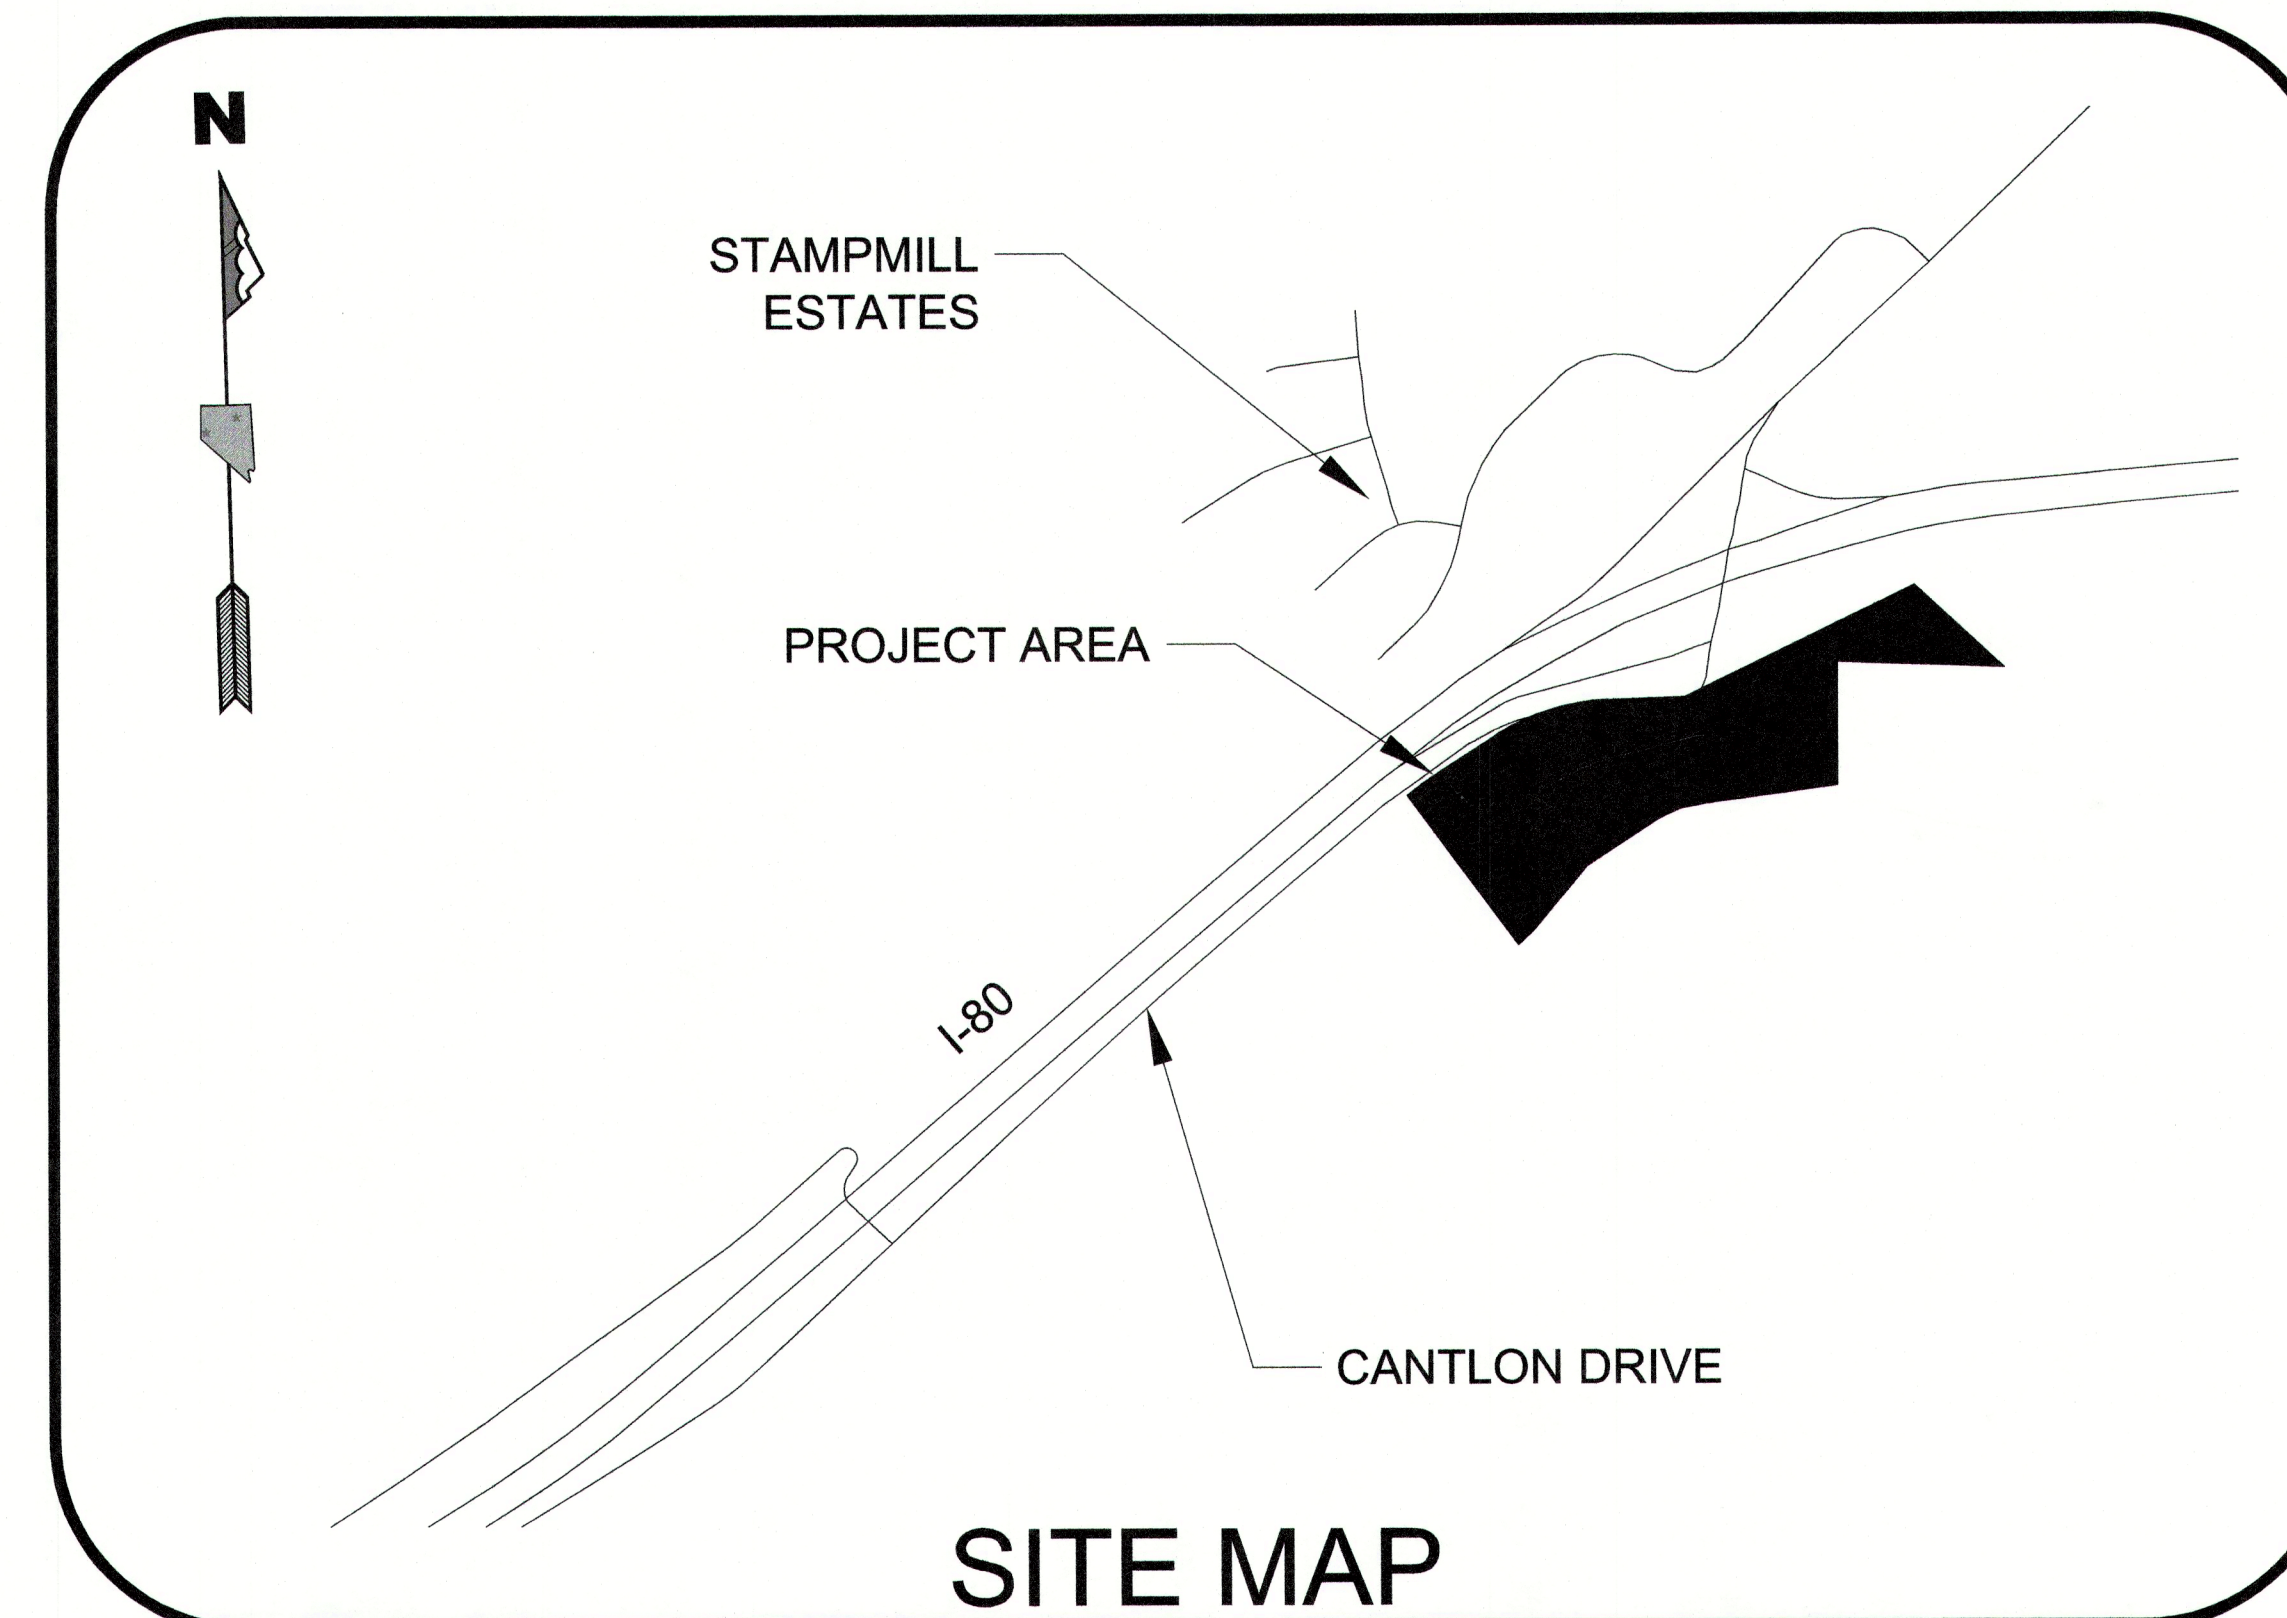 N
STAMPMILL
ESTATES
PROJECT AREA
I-80
CANTLON DRIVE
SITE MAP